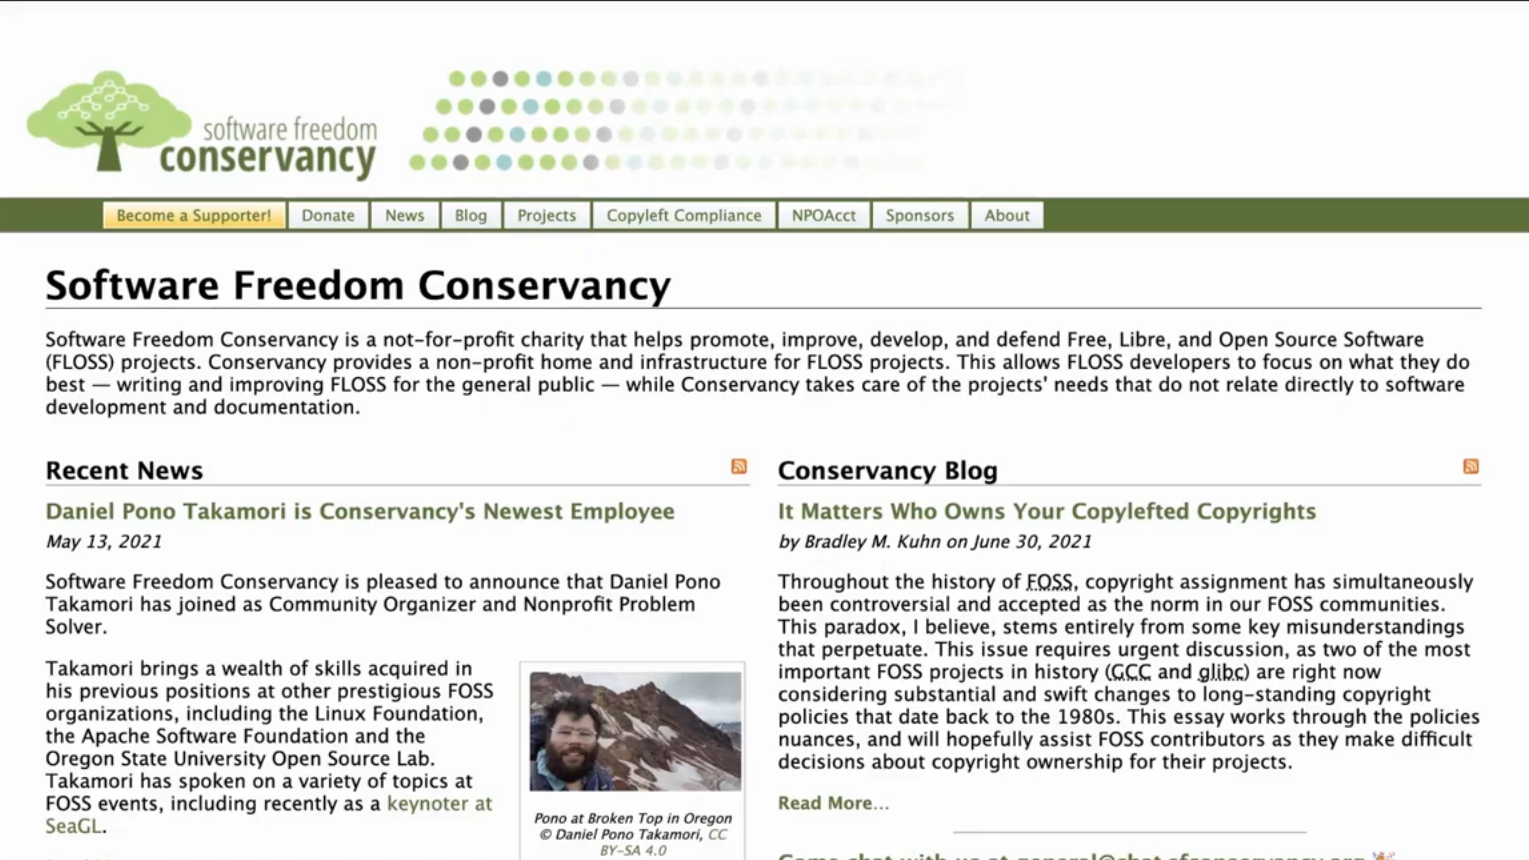 software freedom
conservancy
Become a Supporter!
Donate
News
Blog
Projects
Copyleft Compliance
NPOAcct
Sponsors
About
Software Freedom Conservancy
Software Freedom Conservancy is a not-for-profit charity that helps promote, improve, develop, and defend Free, Libre, and Open Source Software
(FLOSS) projects. Conservancy provides a non-profit home and infrastructure for FLOSS projects. This allows FLOSS developers to focus on what they do
best — writing and improving FLOSS for the general public — while Conservancy takes care of the projects' needs that do not relate directly to software
development and documentation.
Recent News
Daniel Pono Takamori is Conservancy's Newest Employee
May 13, 2021
Software Freedom Conservancy is pleased to announce that Daniel Pono
Takamori has joined as Community Organizer and Nonprofit Problem
Solver.
Takamori brings a wealth of skills acquired in
his previous positions at other prestigious FOSS
organizations, including the Linux Foundation,
the Apache Software Foundation and the
Oregon State University Open Source Lab.
Takamori has spoken on a variety of topics at
FOSS events, including recently as a keynoter at
SeaGL.
Pono at Broken Top in Oregon
© Daniel Pono Takamori, CC
BY-SA 4.0
Conservancy Blog
It Matters Who Owns Your Copylefted Copyrights
by Bradley M. Kuhn on June 30, 2021
Throughout the history of FOSS, copyright assignment has simultaneously
been controversial and accepted as the norm in our FOSS communities.
This paradox, I believe, stems entirely from some key misunderstandings
that perpetuate. This issue requires urgent discussion, as two of the most
important FOSS projects in history (GCC and glibc) are right now
considering substantial and swift changes to long-standing copyright
policies that date back to the 1980s. This essay works through the policies
nuances, and will hopefully assist FOSS contributors as they make difficult
decisions about copyright ownership for their projects.
Read More...